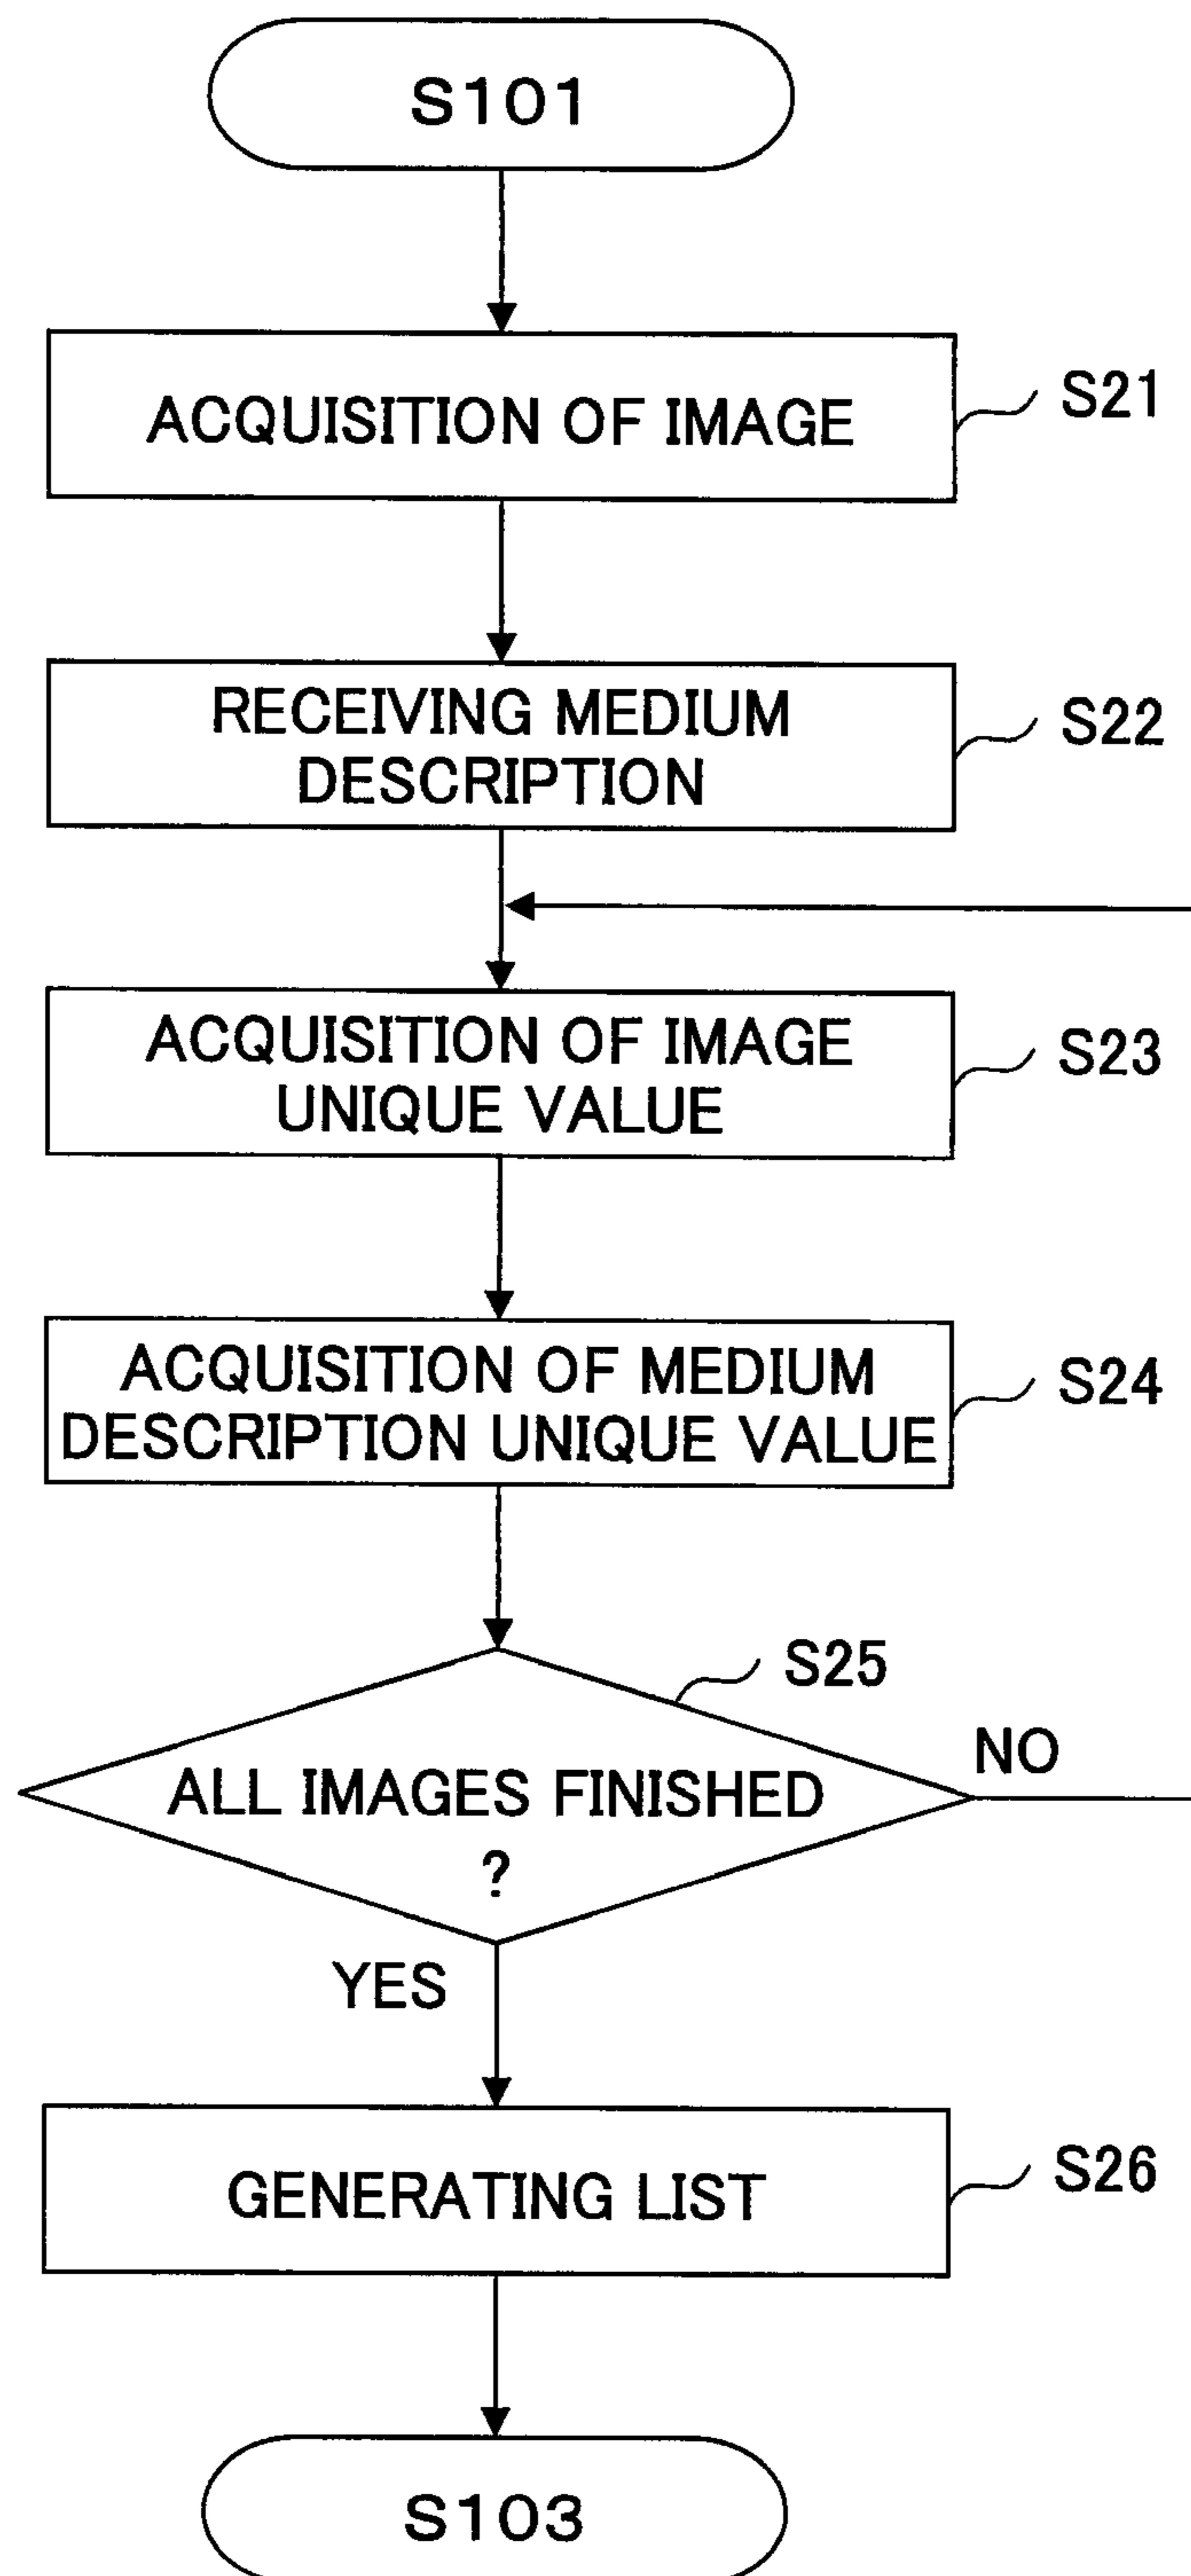 S101
ACQUISITION OF IMAGE
S21
RECEIVING MEDIUM
DESCRIPTION
S22
ACQUISITION OF IMAGE
UNIQUE VALUE
S23
ACQUISITION OF MEDIUM
DESCRIPTION UNIQUE VALUE
S24
S25
ALL IMAGES FINISHED
?
NO
YES
GENERATING LIST
S26
S103